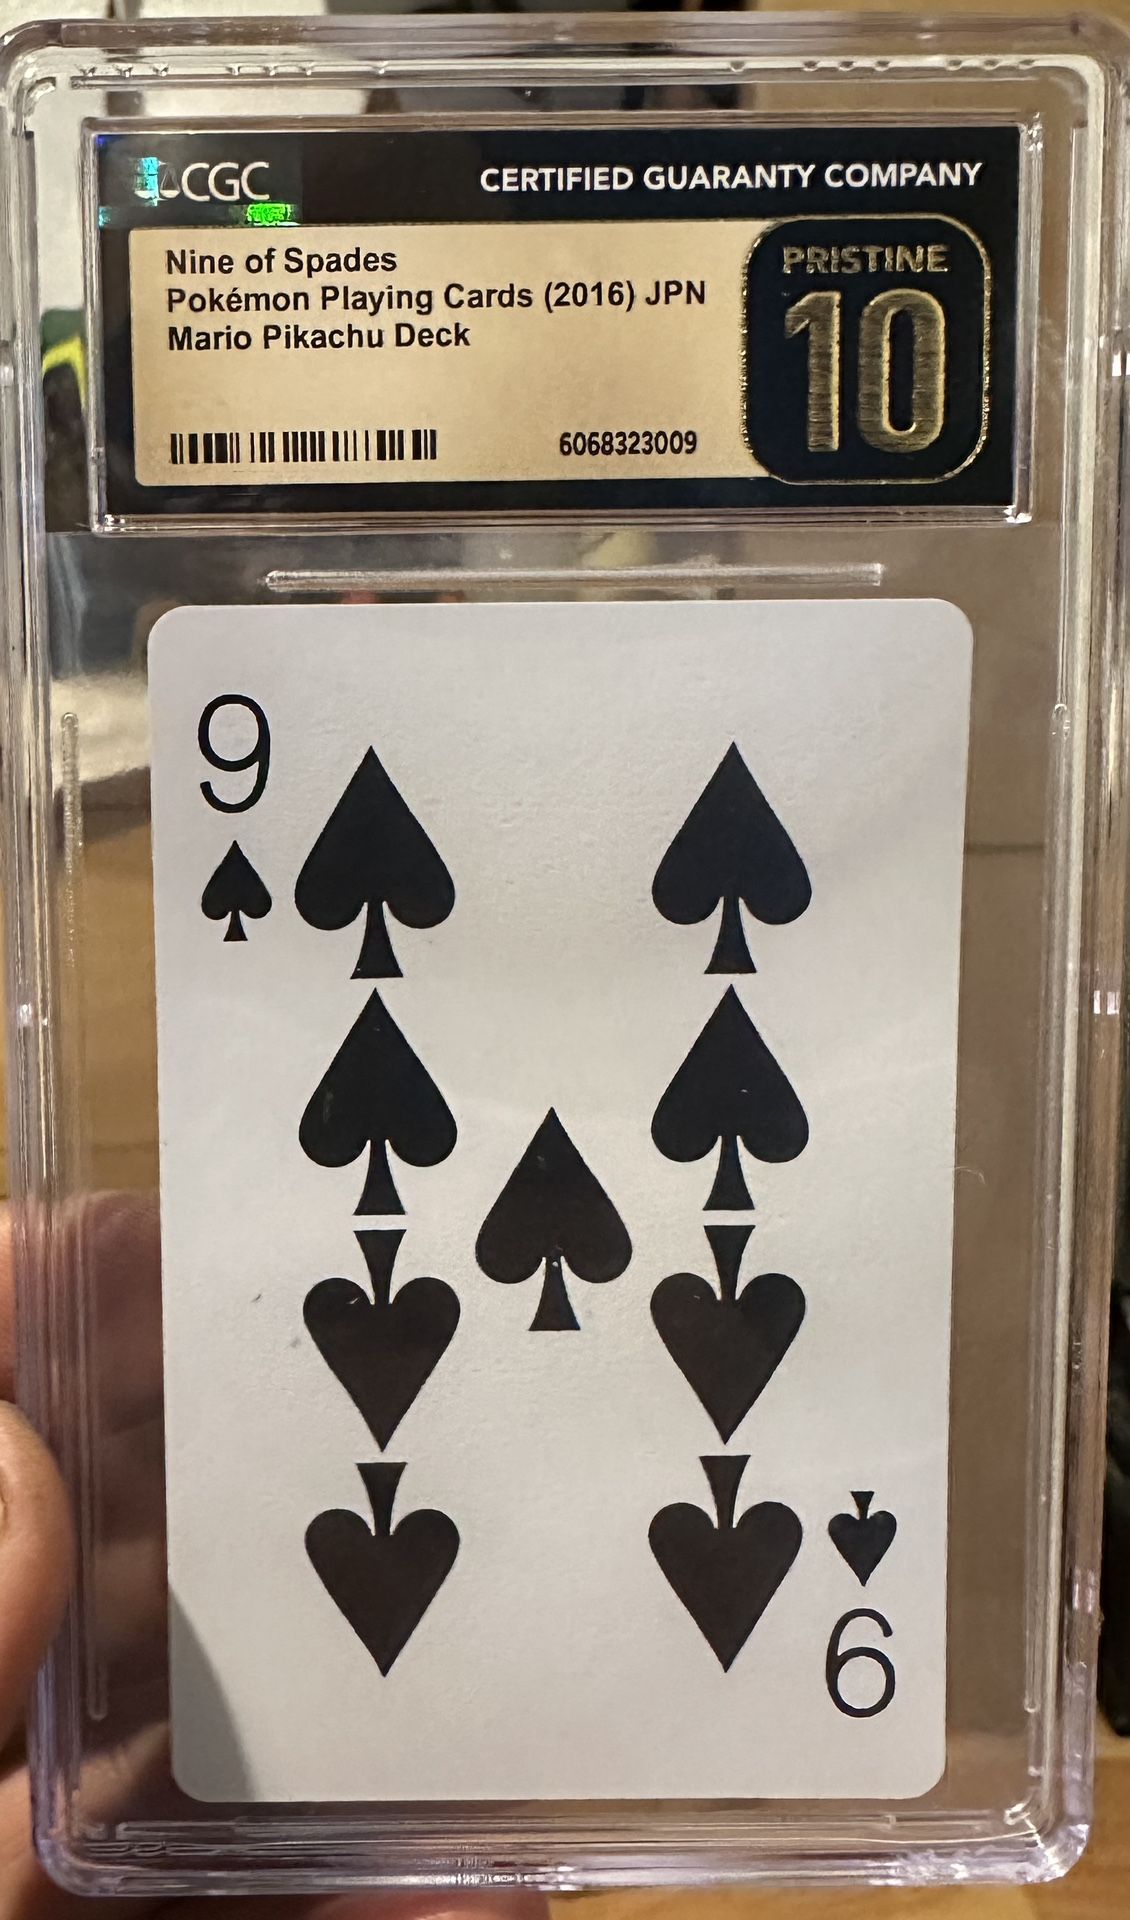 CGC
CERTIFIED GUARANTY COMPANY
Nine of Spades
Pokémon Playing Cards (2016) JPN
Mario Pikachu Deck
6068323009
PRISTINE
10
9
9